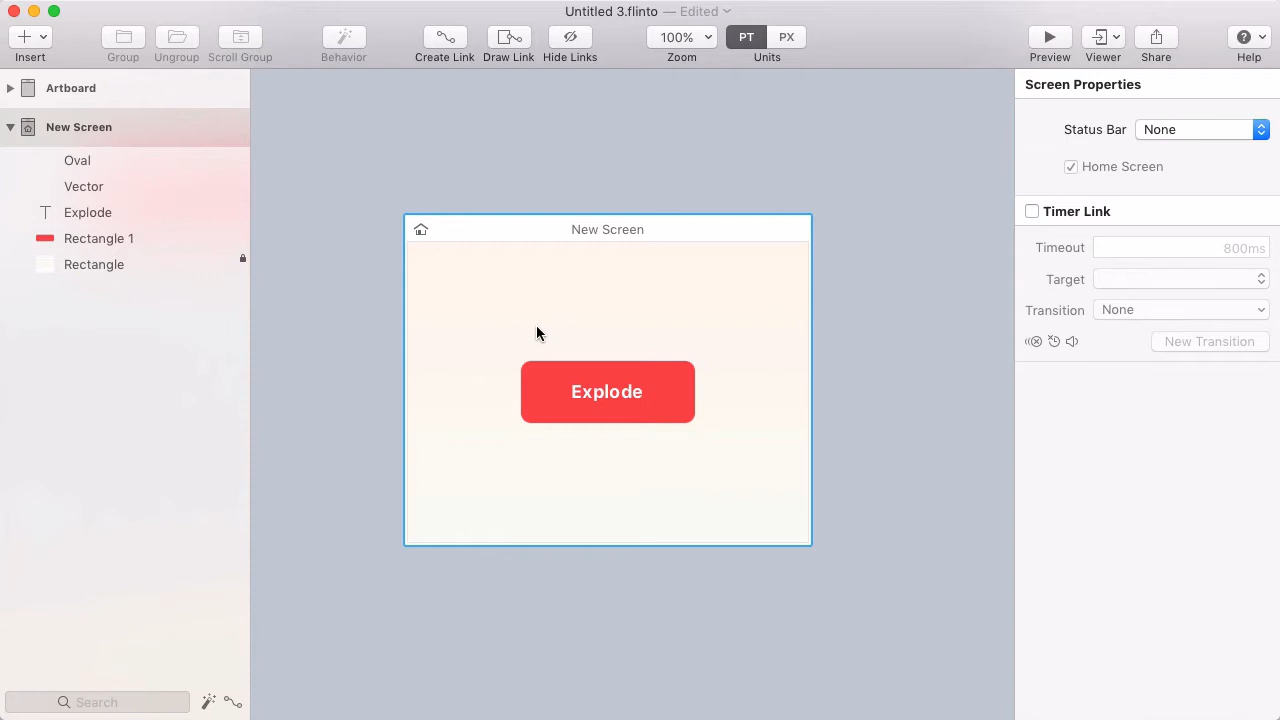 Untitled 3.flinto — Edited
Insert
Group
Ungroup
Scroll Group
Behavior
Create Link
Draw Link
Hide Links
100%
Zoom
PT
PX
Units
Preview
Viewer
Share
Help
Artboard
New Screen
Oval
Vector
Explode
Rectangle 1
Rectangle
Search
New Screen
Explode
Screen Properties
Status Bar
None
Home Screen
Timer Link
Timeout
800ms
Target
Transition
None
New Transition